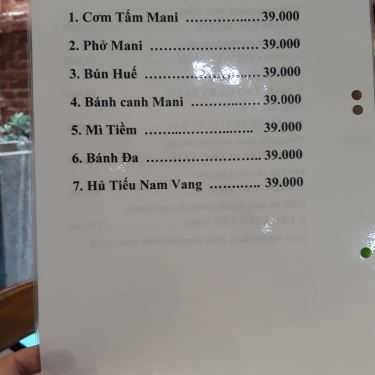 1. Cơm Tấm Mani ………………. 39.000
2. Phở Mani …………………… 39.000
3. Bún Huế …………………… 39.000
4. Bánh canh Mani ……………. 39.000
5. Mì Tiềm …………………….. 39.000
6. Bánh Đa …………………….. 39.000
7. Hủ Tiếu Nam Vang ………… 39.000